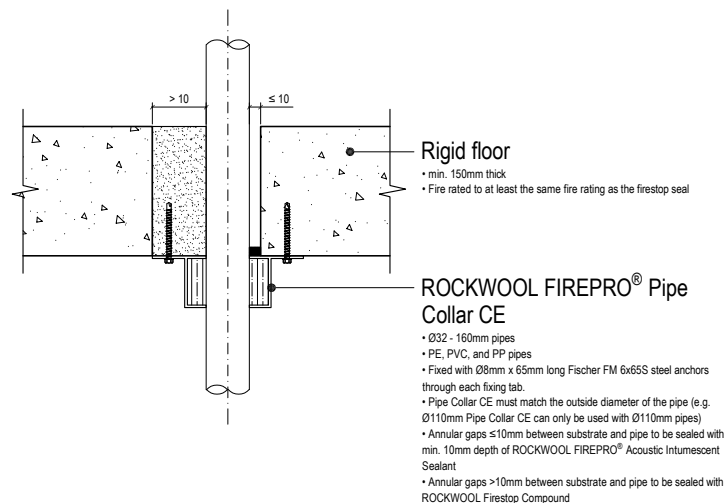 > 10
≤ 10
Rigid floor
• min. 150mm thick
• Fire rated to at least the same fire rating as the firestop seal
ROCKWOOL FIREPRO® Pipe
Collar CE
• Ø32 - 160mm pipes
• PE, PVC, and PP pipes
• Fixed with Ø8mm x 65mm long Fischer FM 6x65S steel anchors
through each fixing tab.
• Pipe Collar CE must match the outside diameter of the pipe (e.g.
Ø110mm Pipe Collar CE can only be used with Ø110mm pipes)
• Annular gaps ≤10mm between substrate and pipe to be sealed with
min. 10mm depth of ROCKWOOL FIREPRO® Acoustic Intumescent
Sealant
• Annular gaps >10mm between substrate and pipe to be sealed with
ROCKWOOL Firestop Compound